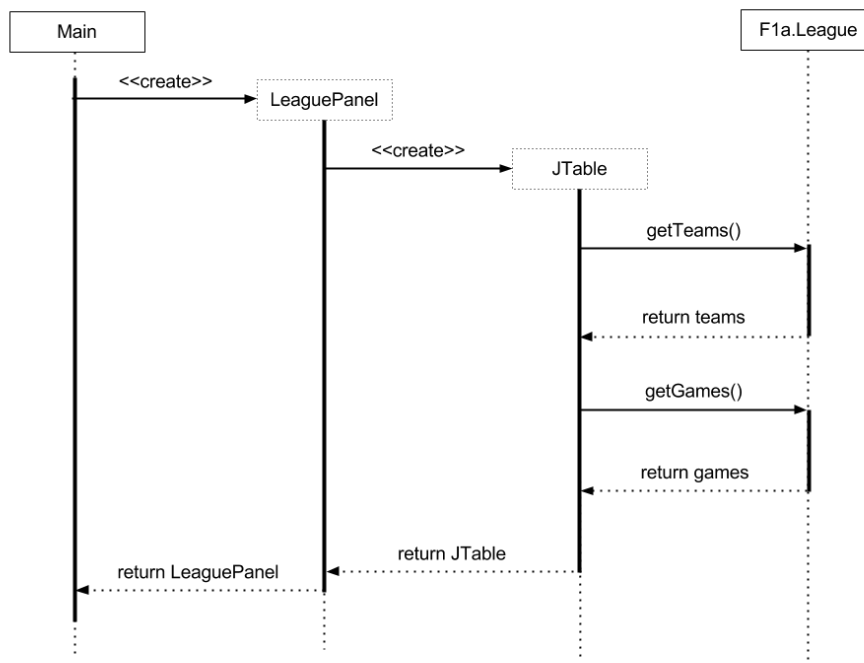 Main
F1a.League
<<create>>
LeaguePanel
<<create>>
JTable
getTeams()
return teams
getGames()
return games
return JTable
return LeaguePanel